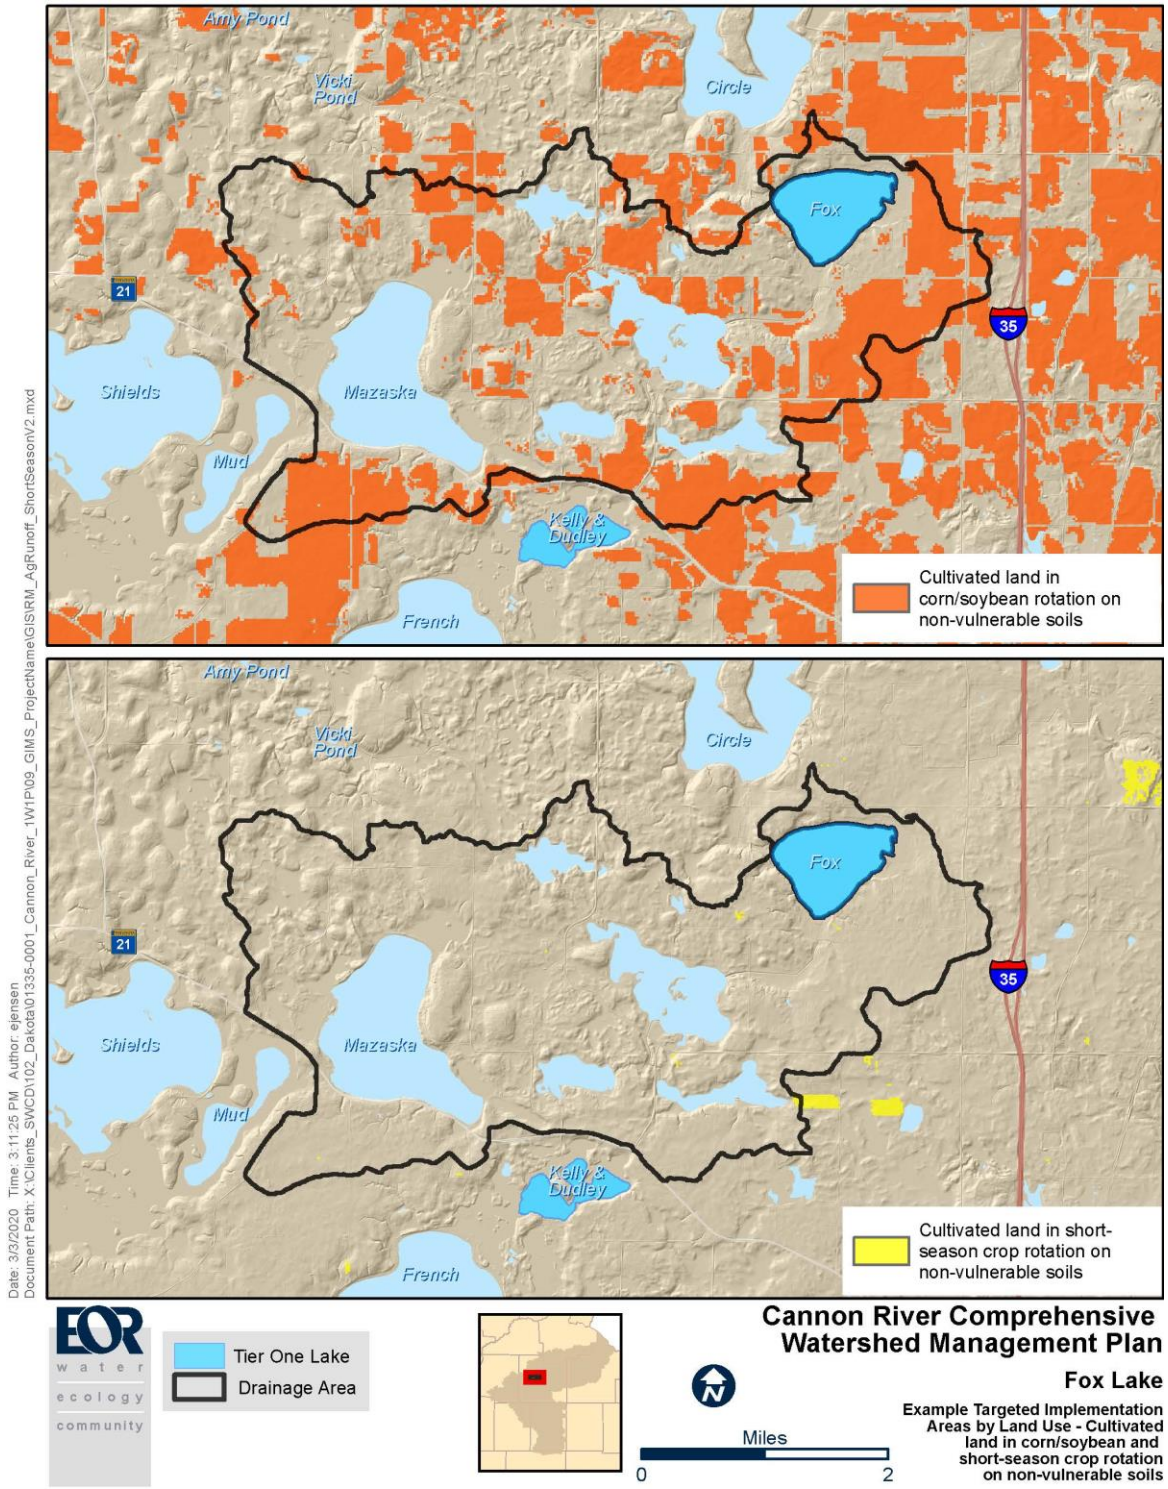 Amy Pond
Vicki
Pond
Circle
Fox
21
35
Shields
Mazaska
Mud
Kelly &
Dudley
French
Cultivated land in
corn/soybean rotation on
non-vulnerable soils
Amy Pond
Vicki
Pond
Circle
Fox
21
35
Shields
Mazaska
Mud
Kelly &
Dudley
French
Cultivated land in short-
season crop rotation on
non-vulnerable soils
Date: 3/3/2020 Time: 3:11:25 PM Author: ejensen
Document Path: X:\Clients_SWCD\102_Dakota\01335-0001_Cannon_River_1W1P\09_GIMS_ProjectName\GIS\RM_AgRunoff_ShortSeasonV2.mxd
EOR
water
ecology
community
Tier One Lake
Drainage Area
N
Miles
0 2
Cannon River Comprehensive
Watershed Management Plan
Fox Lake
Example Targeted Implementation
Areas by Land Use - Cultivated
land in corn/soybean and
short-season crop rotation
on non-vulnerable soils